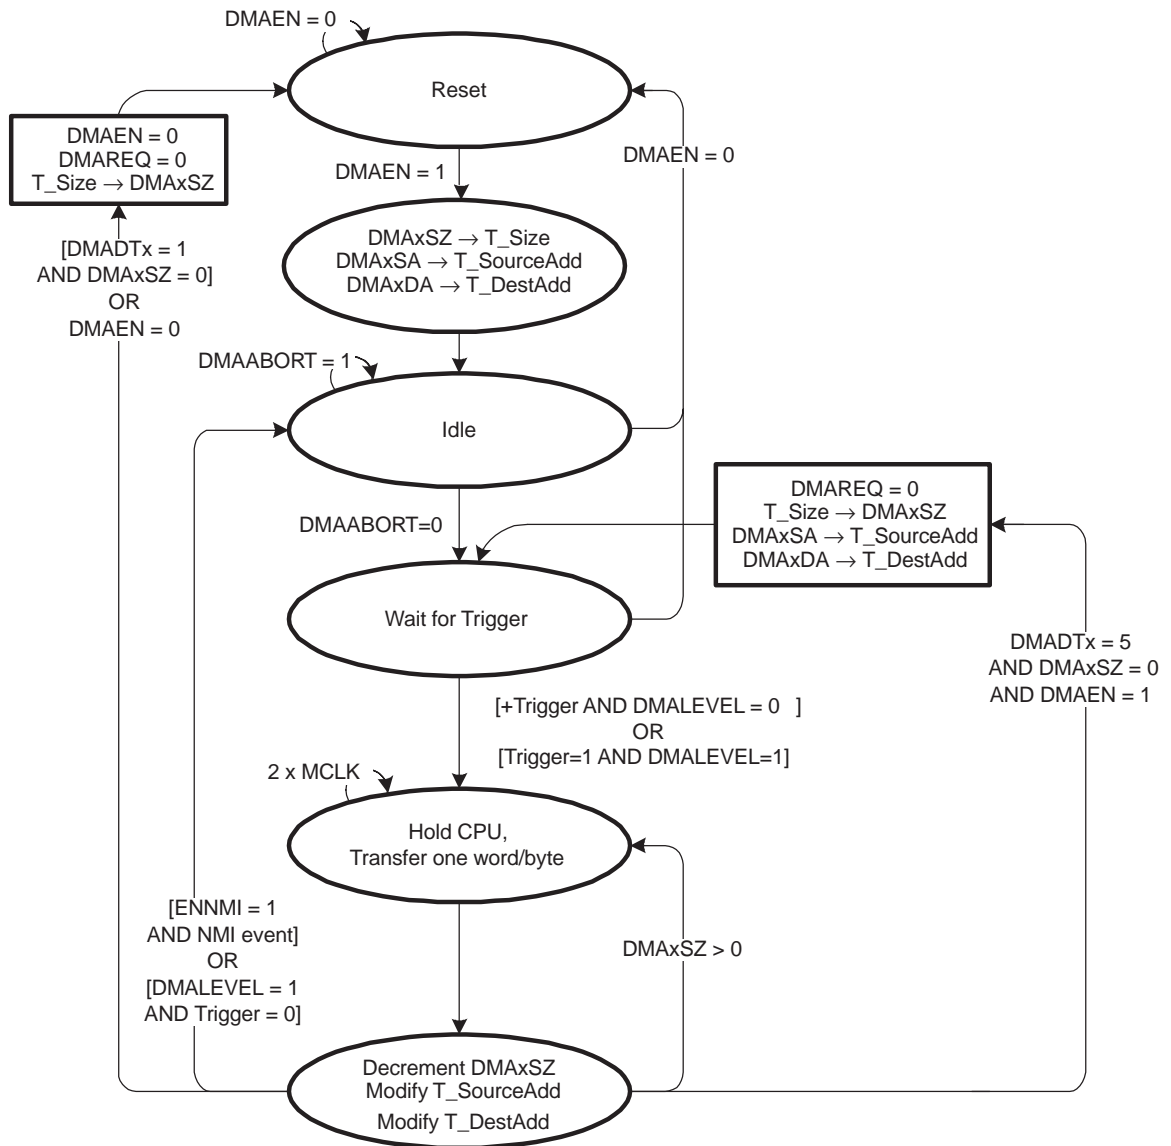 DMAEN = 0
Reset
DMAEN = 0
DMAREQ = 0
T_Size → DMAxSZ
DMAEN = 0
DMAEN = 1
DMAxSZ → T_Size
DMAxSA → T_SourceAdd
DMAxDA → T_DestAdd
[DMADTx = 1
AND DMAxSZ = 0]
OR
DMAEN = 0
DMAABORT = 1
Idle
DMAABORT=0
DMAREQ = 0
T_Size → DMAxSZ
DMAxSA → T_SourceAdd
DMAxDA → T_DestAdd
Wait for Trigger
DMADTx = 5
AND DMAxSZ = 0
AND DMAEN = 1
[+Trigger AND DMALEVEL = 0 ]
OR
[Trigger=1 AND DMALEVEL=1]
2 x MCLK
Hold CPU,
Transfer one word/byte
[ENNMI = 1
AND NMI event]
OR
[DMALEVEL = 1
AND Trigger = 0]
DMAxSZ > 0
Decrement DMAxSZ
Modify T_SourceAdd
Modify T_DestAdd